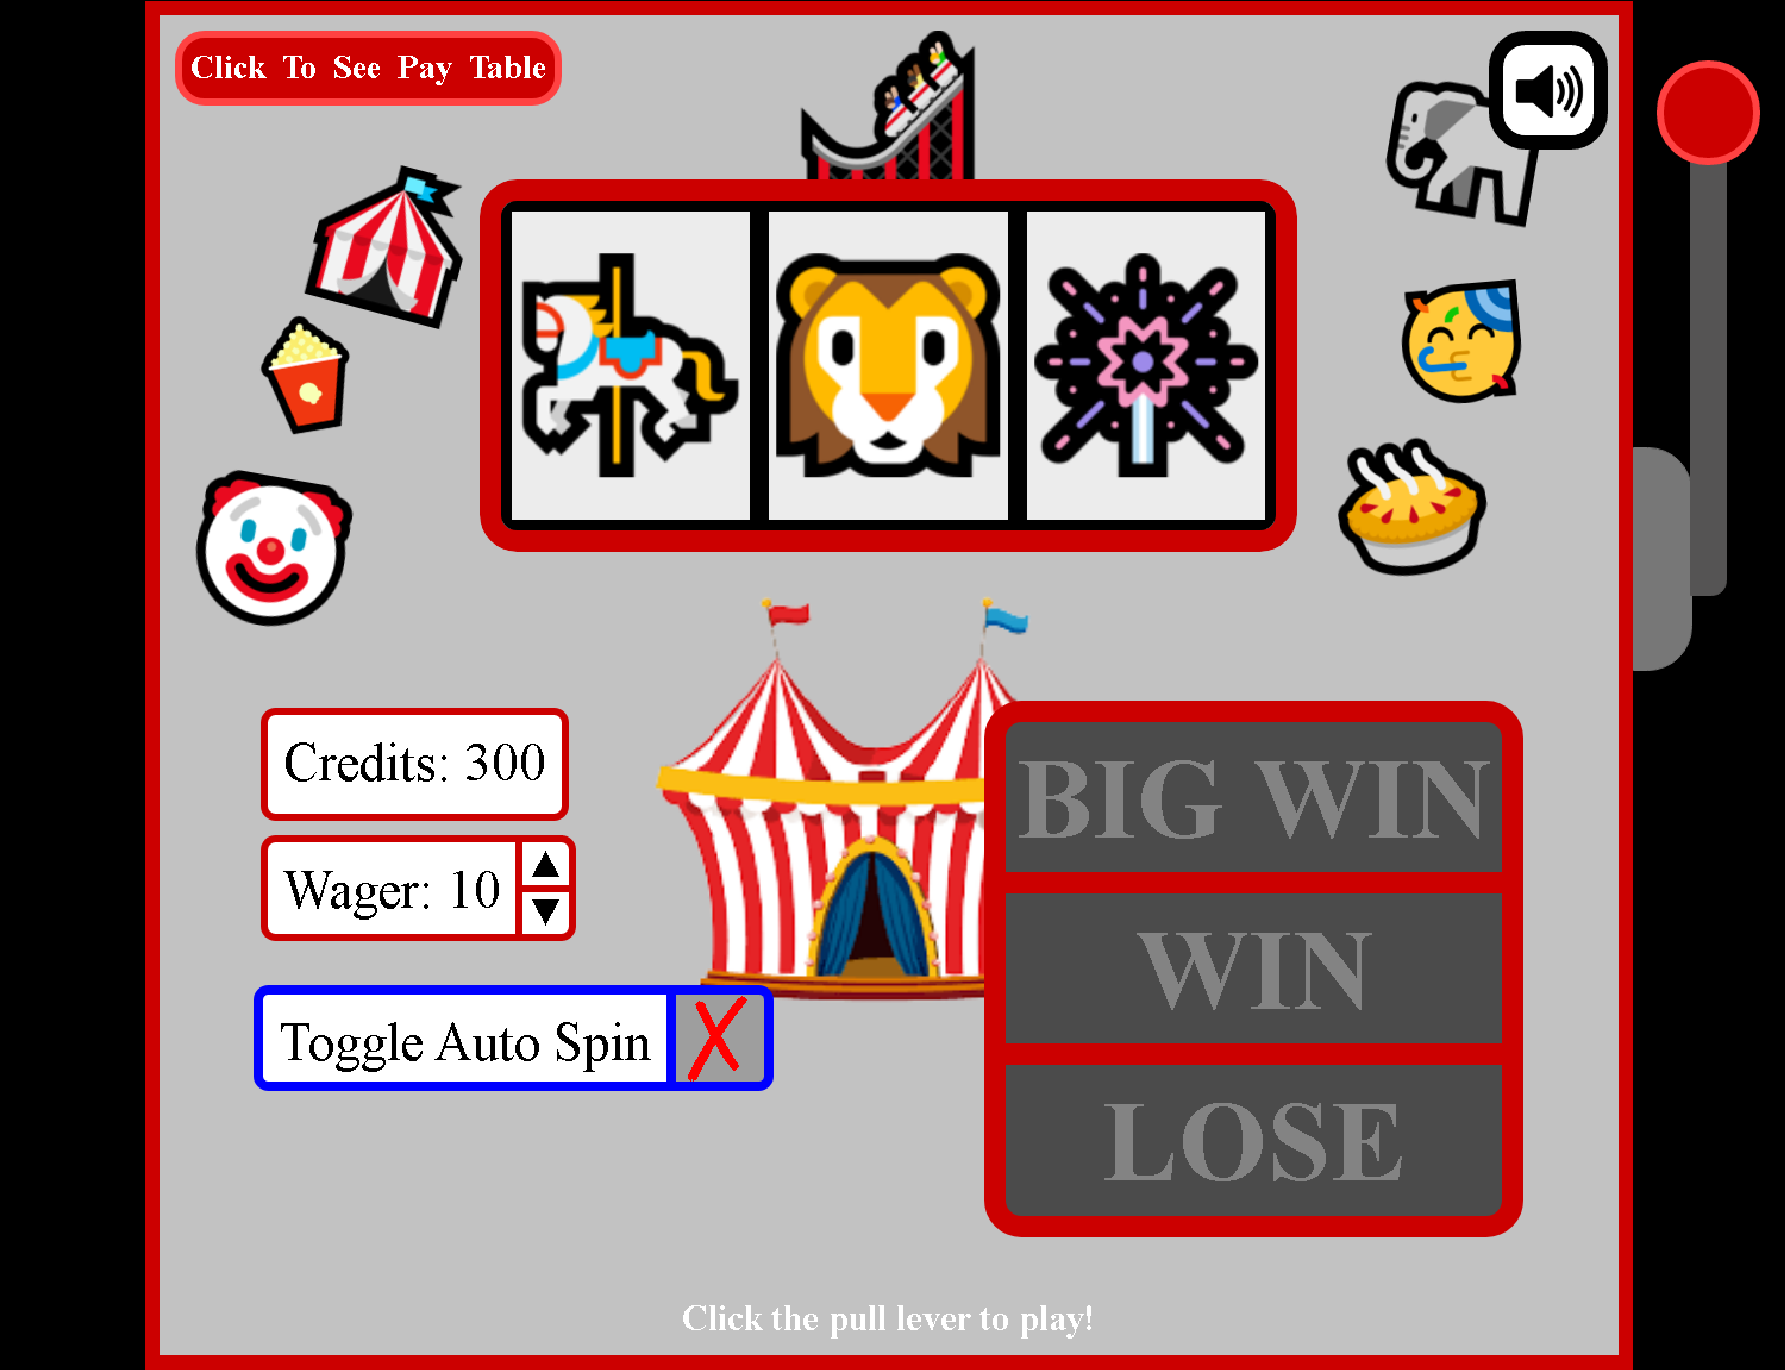 Click To See Pay Table
Credits: 300
Wager: 10
Toggle Auto Spin
BIG WIN
WIN
LOSE
Click the pull lever to play!